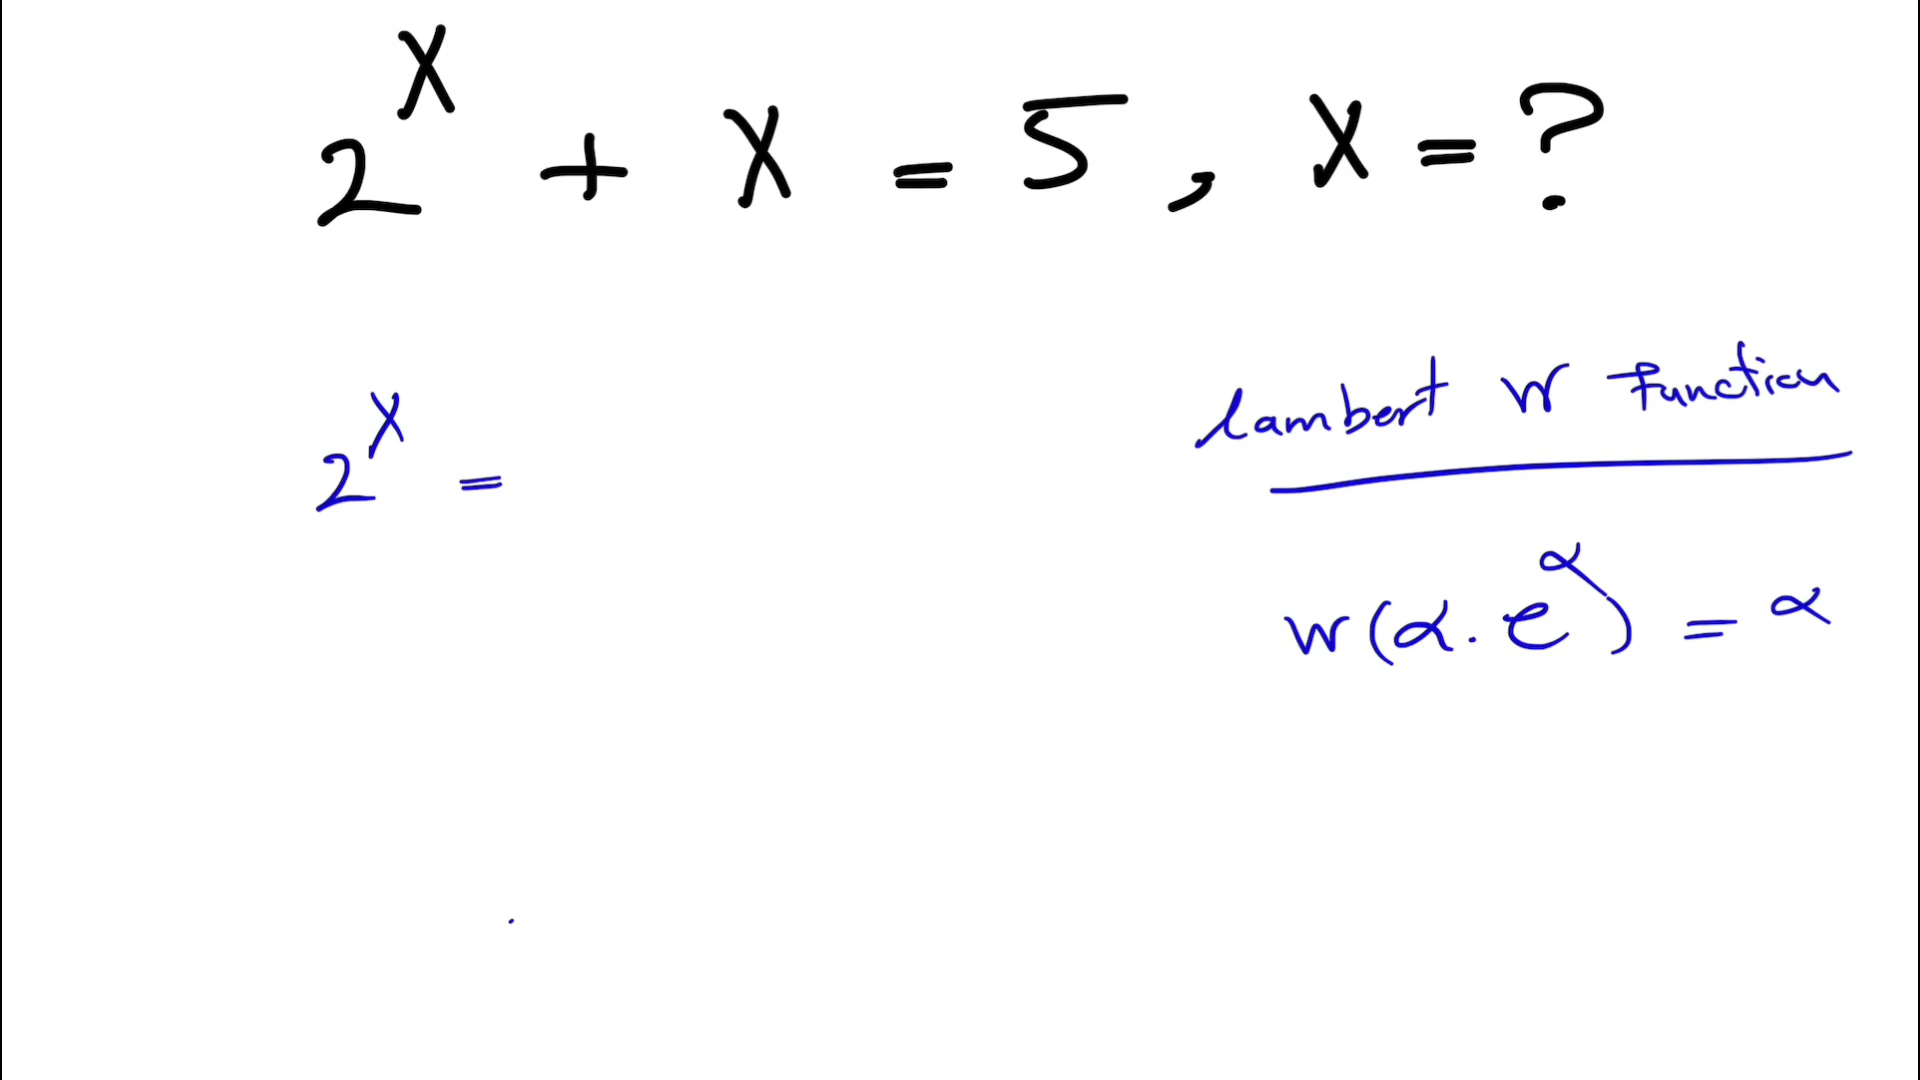 2^x + x = 5 , x = ?
lambert W Function
2^x =
W(α.e^α) = α